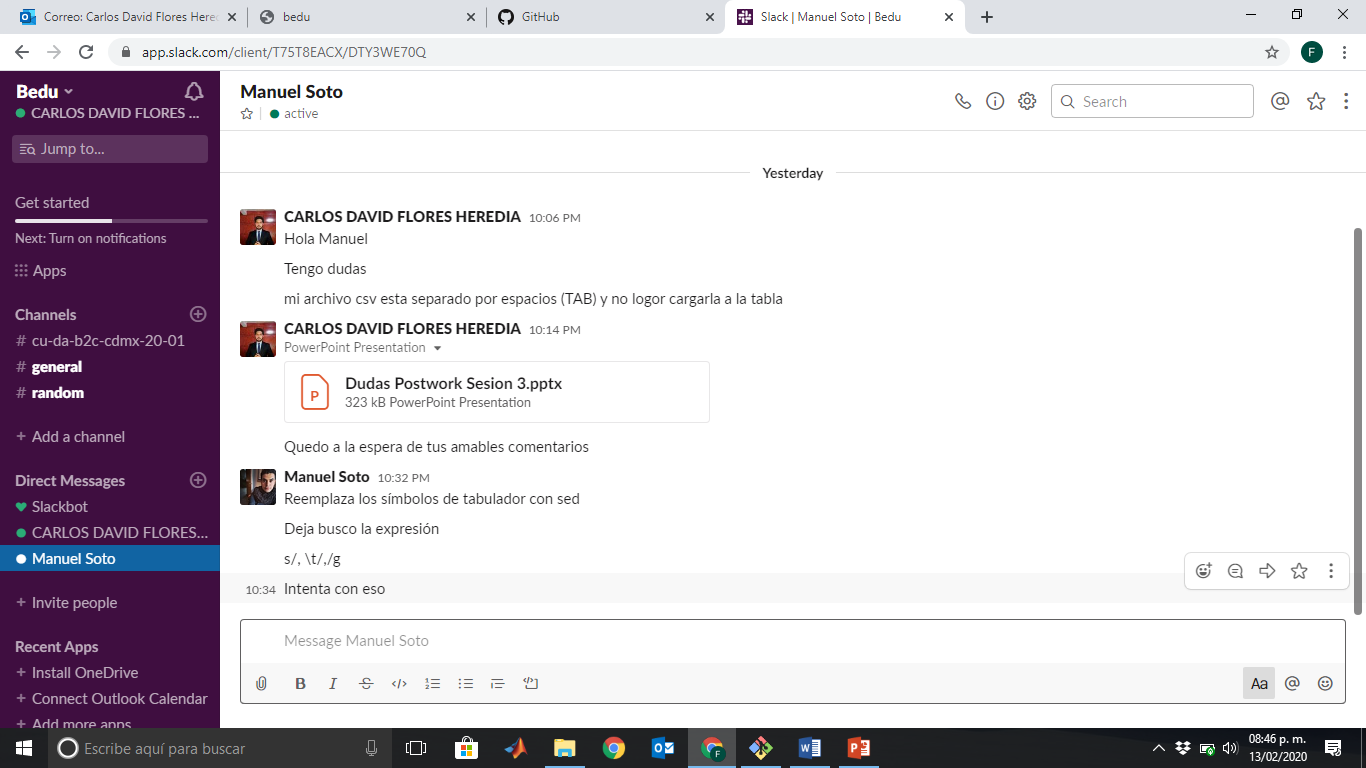 Correo: Carlos David Flores Hered
bedu
GitHub
Slack | Manuel Soto | Bedu
app.slack.com/client/T75T8EACX/DTY3WE70Q
F
Bedu
CARLOS DAVID FLORES ...
Jump to...
Get started
Next: Turn on notifications
Apps
Channels
# cu-da-b2c-cdmx-20-01
# general
# random
+ Add a channel
Direct Messages
Slackbot
CARLOS DAVID FLORES...
Manuel Soto
+ Invite people
Recent Apps
+ Install OneDrive
+ Connect Outlook Calendar
+ Add more apps
Manuel Soto
active
Search
Yesterday
CARLOS DAVID FLORES HEREDIA 10:06 PM
Hola Manuel
Tengo dudas
mi archivo csv esta separado por espacios (TAB) y no logor cargarla a la tabla
CARLOS DAVID FLORES HEREDIA 10:14 PM
PowerPoint Presentation
P
Dudas Postwork Sesion 3.pptx
323 kB PowerPoint Presentation
Quedo a la espera de tus amables comentarios
Manuel Soto 10:32 PM
Reemplaza los símbolos de tabulador con sed
Deja busco la expresión
s/, \t/,/g
10:34 Intenta con eso
Message Manuel Soto
B I S </> Aa @
Escribe aquí para buscar
08:46 p. m.
13/02/2020